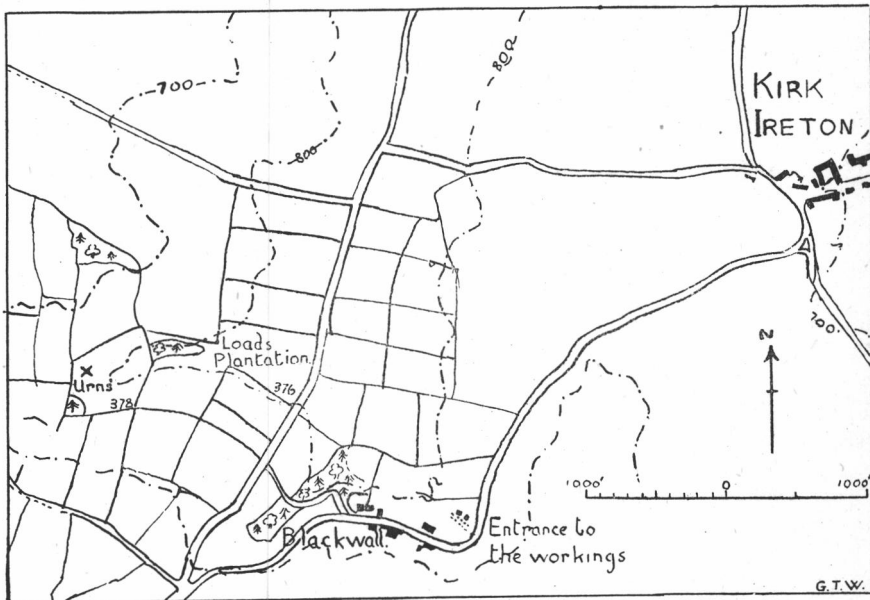 700
800
800
KIRK
IRETON
Loads
Plantation
Urns
376
378
700'
N
1000'
0
1000'
Blackwall
Entrance to
the workings
G.T.W.